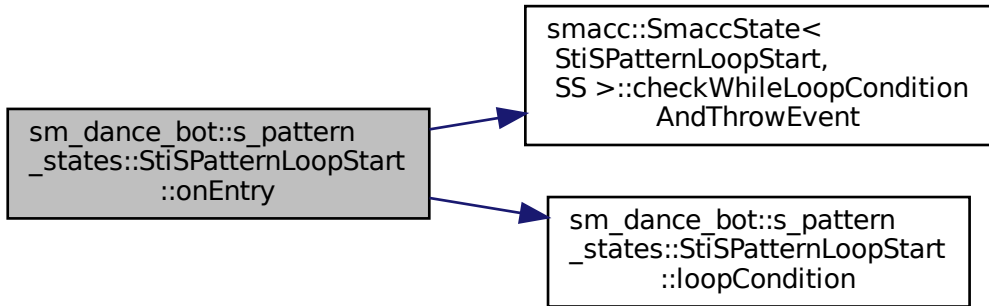 sm_dance_bot::s_pattern
_states::StiSPatternLoopStart
::onEntry
smacc::SmaccState<
StiSPatternLoopStart,
SS >::checkWhileLoopCondition
AndThrowEvent
sm_dance_bot::s_pattern
_states::StiSPatternLoopStart
::loopCondition